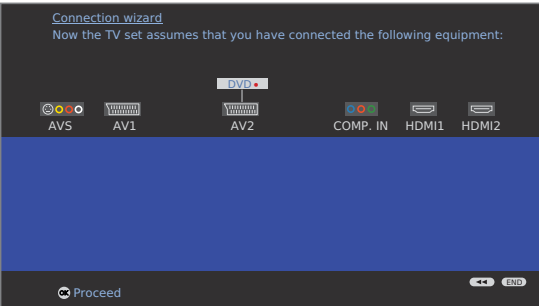 Connection wizard
Now the TV set assumes that you have connected the following equipment:
DVD
AVS AV1 AV2 COMP. IN HDMI1 HDMI2
OK Proceed
END